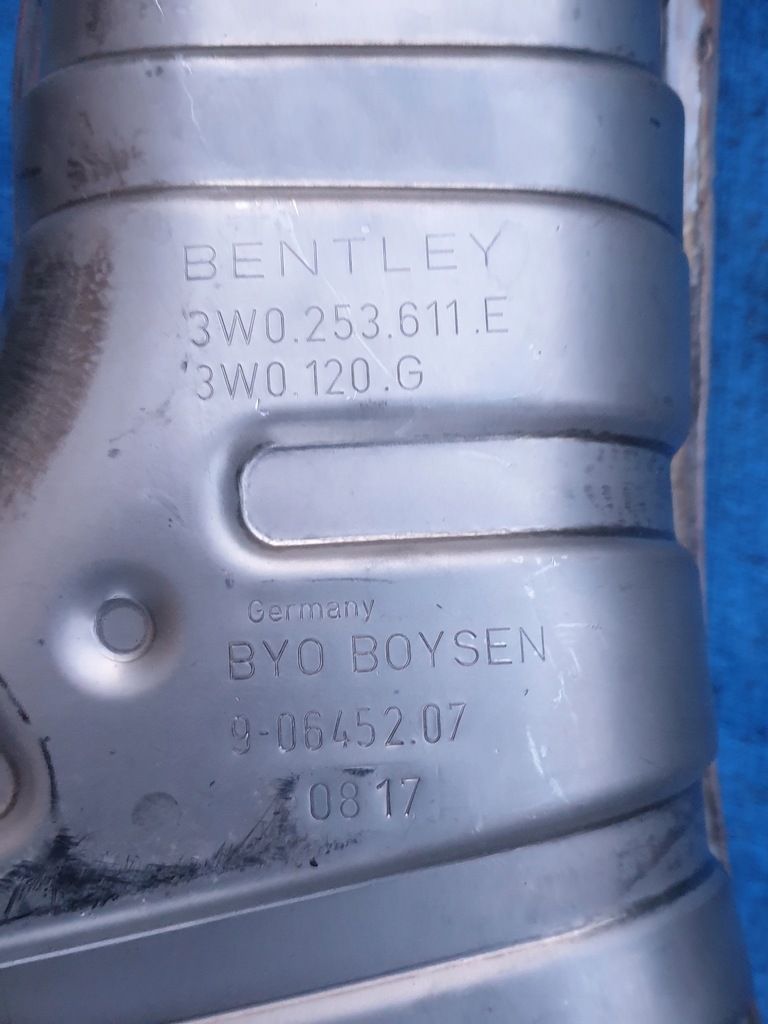 BENTLEY
3W0.253.611.E
3W0.120.G
Germany
BYO BOYSEN
9-06452.07
0817